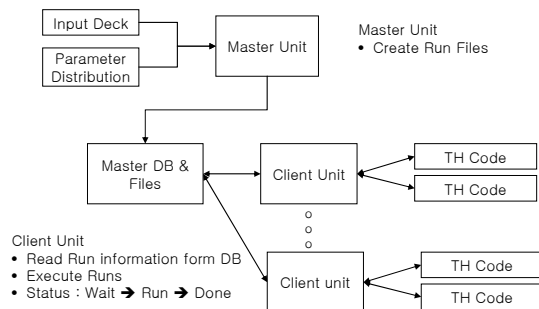 Input Deck
Parameter
Distribution
Master Unit
Master Unit
• Create Run Files
Master DB &
Files
Client Unit
TH Code
TH Code
Client Unit
• Read Run information form DB
• Execute Runs
• Status : Wait ➔ Run ➔ Done
Client unit
TH Code
TH Code